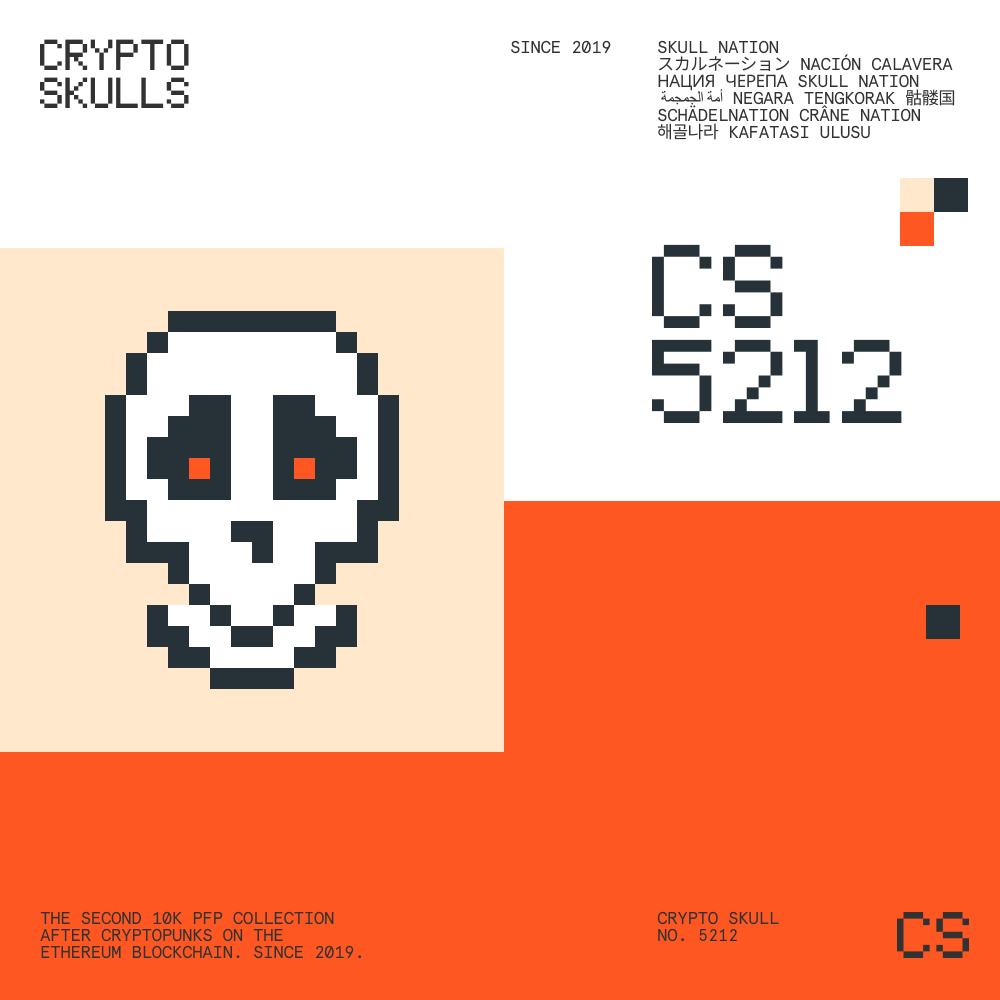 CRYPTO
SKULLS
SINCE 2019
SKULL NATION
スカルネーション NACIÓN CALAVERA
НАЦИЯ ЧЕРЕПА SKULL NATION
أمة الجمجمة NEGARA TENGKORAK 骷髅国
SCHÄDELNATION CRÂNE NATION
해골나라 KAFATASI ULUSU
CS
5212
THE SECOND 10K PFP COLLECTION
AFTER CRYPTOPUNKS ON THE
ETHEREUM BLOCKCHAIN. SINCE 2019.
CRYPTO SKULL
NO. 5212
CS